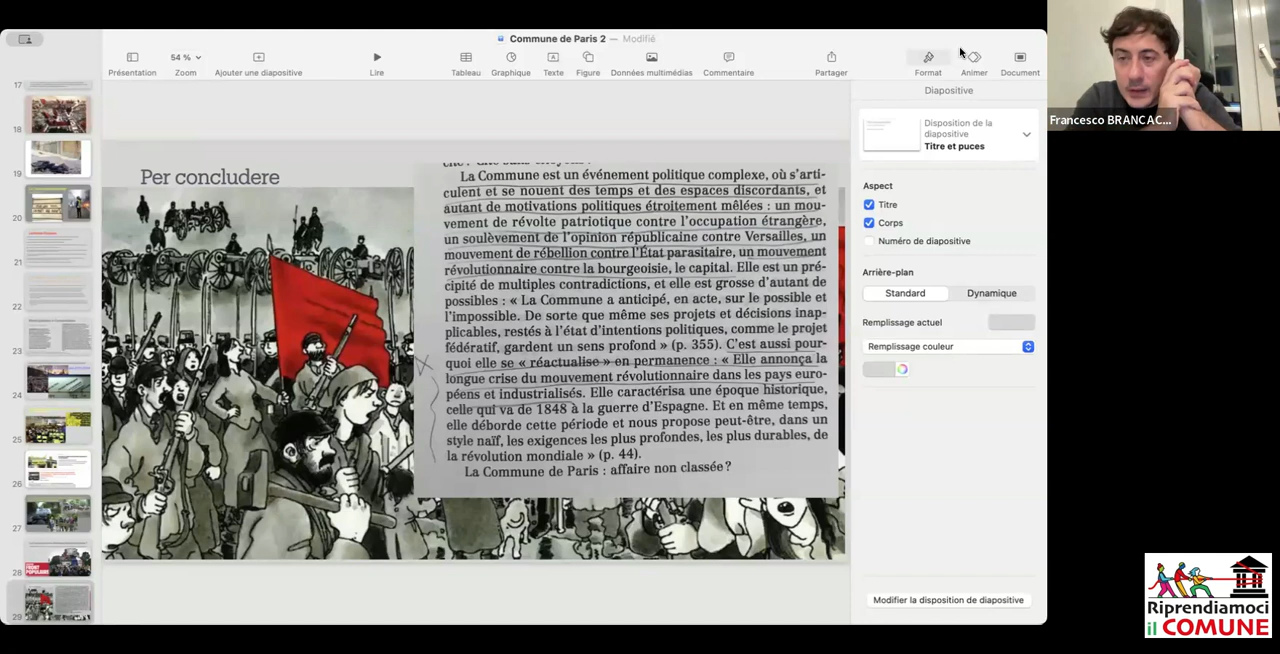 Commune de Paris 2 — Modifié
Présentation
54 %
Zoom
Ajouter une diapositive
Lire
Tableau
Graphique
Texte
Figure
Données multimédias
Commentaire
Partager
Format
Animer
Document
17
18
19
20
21
22
23
24
25
26
27
28
29
Per concludere
La Commune est un événement politique complexe, où s'arti-
culent et se nouent des temps et des espaces discordants, et
autant de motivations politiques étroitement mêlées : un mou-
vement de révolte patriotique contre l'occupation étrangère,
un soulèvement de l'opinion républicaine contre Versailles, un
mouvement de rébellion contre l'État parasitaire, un mouvement
révolutionnaire contre la bourgeoisie, le capital. Elle est un pré-
cipité de multiples contradictions, et elle est grosse d'autant de
possibles : « La Commune a anticipé, en acte, sur le possible et
l'impossible. De sorte que même ses projets et décisions inap-
plicables, restés à l'état d'intentions politiques, comme le projet
fédératif, gardent un sens profond » (p. 355). C'est aussi pour-
quoi elle se « réactualise » en permanence : « Elle annonça la
longue crise du mouvement révolutionnaire dans les pays euro-
péens et industrialisés. Elle caractérisa une époque historique,
celle qui va de 1848 à la guerre d'Espagne. Et en même temps,
elle déborde cette période et nous propose peut-être, dans un
style naïf, les exigences les plus profondes, les plus durables, de
la révolution mondiale » (p. 44).
La Commune de Paris : affaire non classée ?
Diapositive
Disposition de la
diapositive
Titre et puces
Aspect
Titre
Corps
Numéro de diapositive
Arrière-plan
Standard
Dynamique
Remplissage actuel
Remplissage couleur
Modifier la disposition de diapositive
Francesco BRANCAC...
Riprendiamoci
il COMUNE